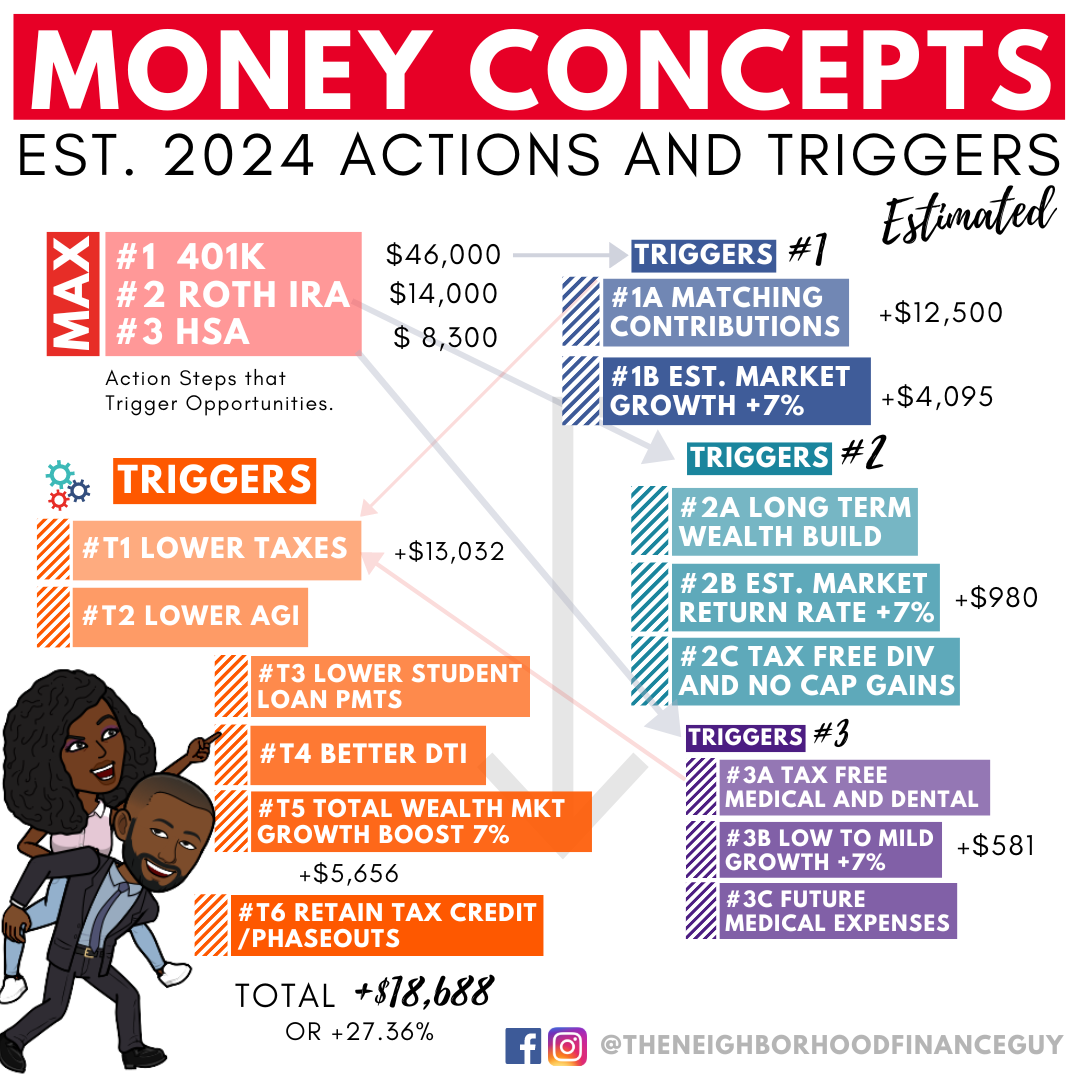 MONEY CONCEPTS
EST. 2024 ACTIONS AND TRIGGERS
Estimated
MAX
#1 401K $46,000
#2 ROTH IRA $14,000
#3 HSA $ 8,300
Action Steps that
Trigger Opportunities.
TRIGGERS #1
#1A MATCHING
CONTRIBUTIONS
+$12,500
#1B EST. MARKET
GROWTH +7%
+$4,095
TRIGGERS #2
#2A LONG TERM
WEALTH BUILD
#2B EST. MARKET
RETURN RATE +7%
+$980
#2C TAX FREE DIV
AND NO CAP GAINS
TRIGGERS #3
#3A TAX FREE
MEDICAL AND DENTAL
#3B LOW TO MILD
GROWTH +7%
+$581
#3C FUTURE
MEDICAL EXPENSES
TRIGGERS
#T1 LOWER TAXES +$13,032
#T2 LOWER AGI
#T3 LOWER STUDENT
LOAN PMTS
#T4 BETTER DTI
#T5 TOTAL WEALTH MKT
GROWTH BOOST 7%
+$5,656
#T6 RETAIN TAX CREDIT
/PHASEOUTS
TOTAL +$18,688
OR +27.36%
@THENEIGHBORHOODFINANCEGUY